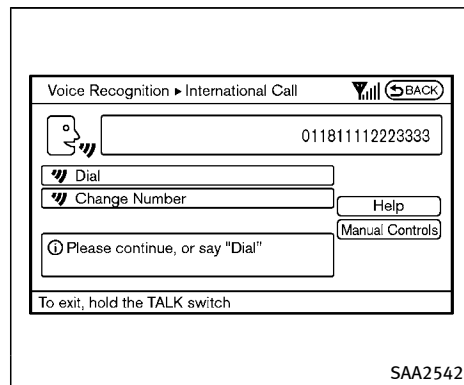 Voice Recognition ▸ International Call BACK
011811112223333
Dial
Change Number
Help
Manual Controls
Please continue, or say "Dial"
To exit, hold the TALK switch
SAA2542